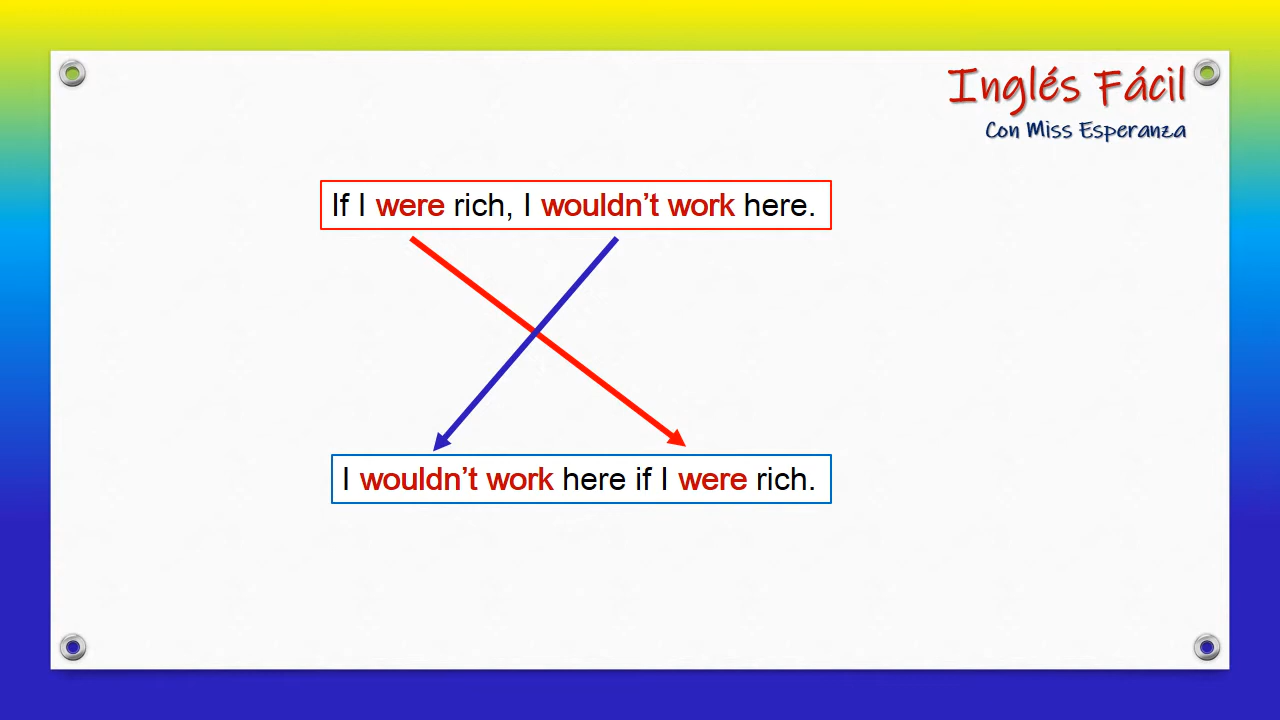 Inglés Fácil
Con Miss Esperanza
If I were rich, I wouldn’t work here.
I wouldn’t work here if I were rich.